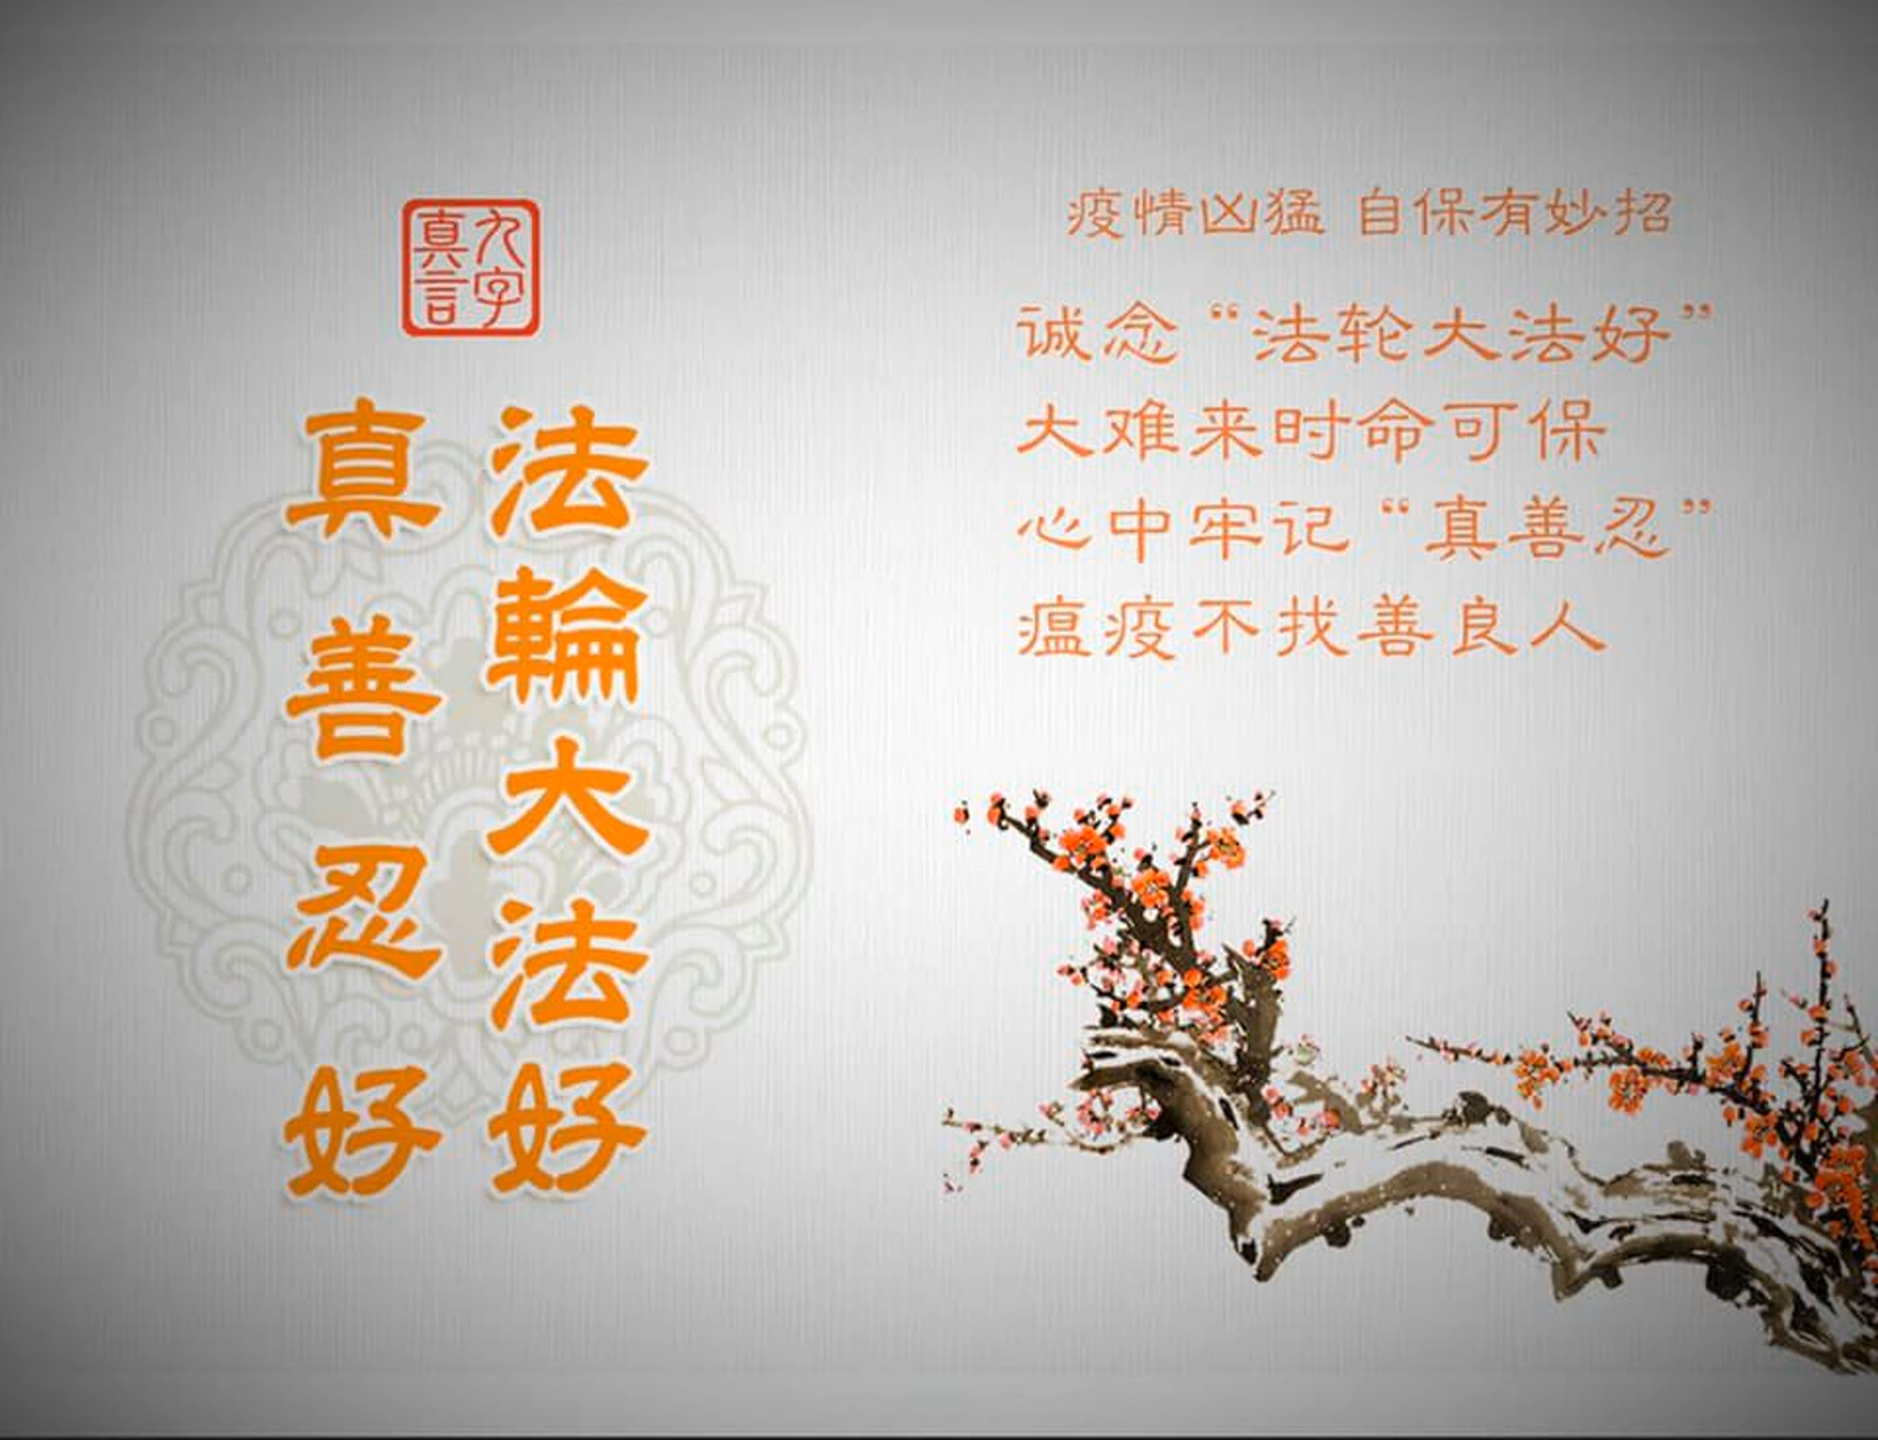 九字
真言
法輪大法好
真善忍好
疫情凶猛 自保有妙招
诚念“法轮大法好”
大难来时命可保
心中牢记“真善忍”
瘟疫不找善良人